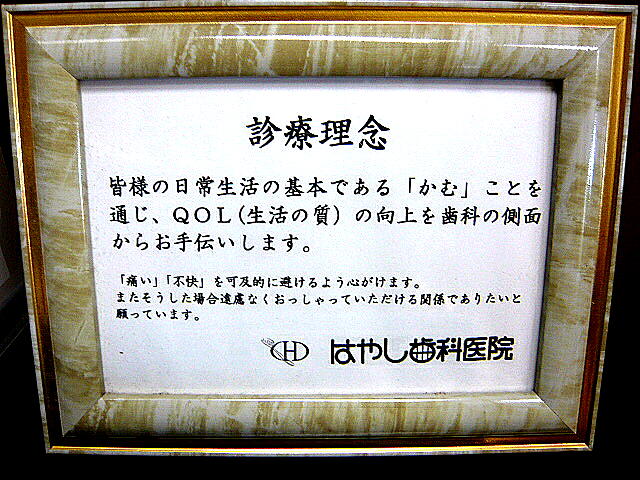 診療理念
皆様の日常生活の基本である「かむ」ことを
通じ、ＱＯＬ(生活の質）の向上を歯科の側面
からお手伝いします。
「痛い」「不快」を可及的に避けるよう心がけます。
またそうした場合遠慮なくおっしゃっていただける関係でありたいと
願っています。
H はやし歯科医院